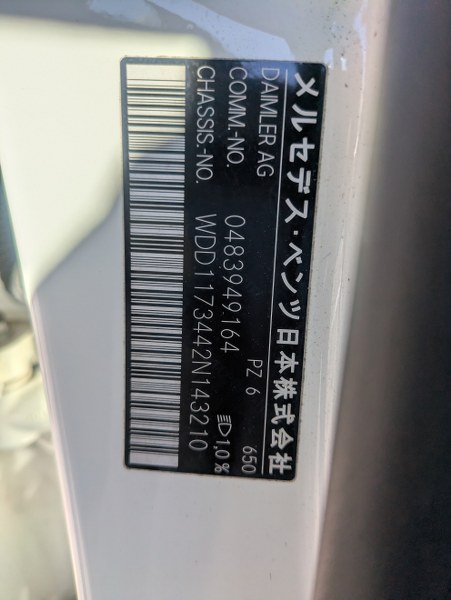 メルセデス・ベンツ日本株式会社
DAIMLER AG 650
COMM.-NO. 0483949164 PZ 6
CHASSIS.-NO. WDD1173442N143210 1,0%